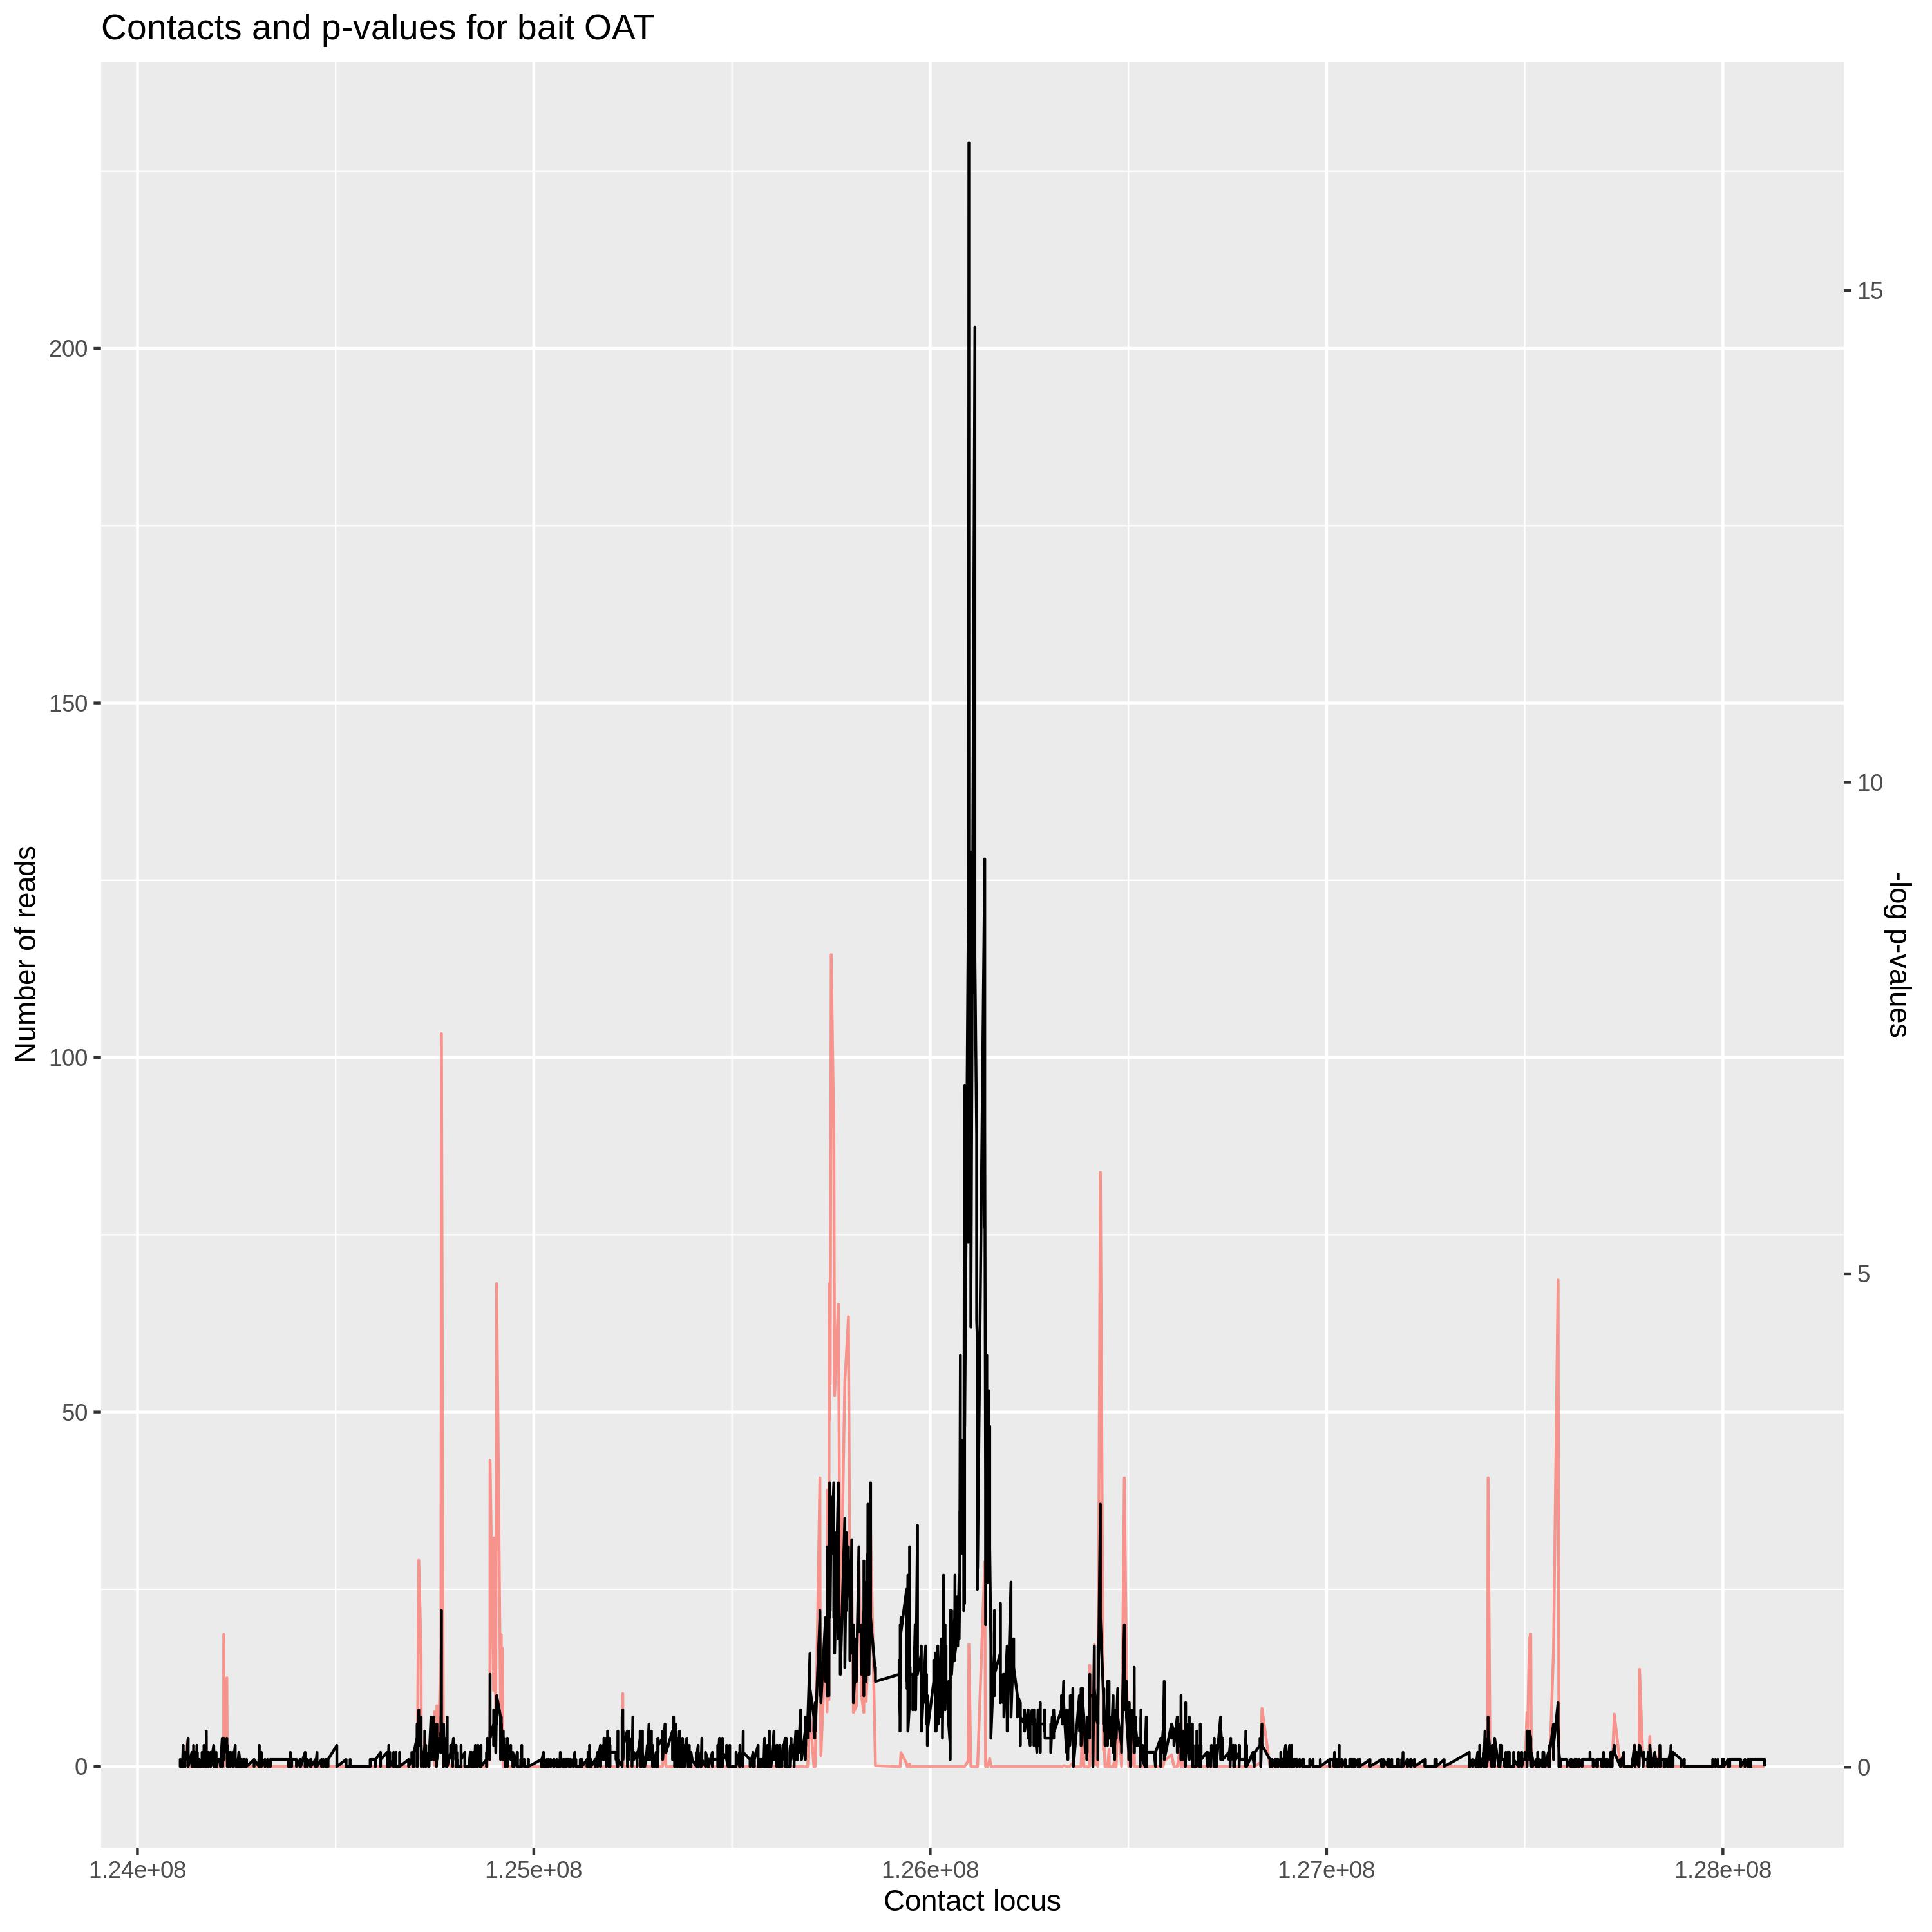 Contacts and p-values for bait OAT
Number of reads
200
150
100
50
0
15
10
5
0
-log p-values
1.24e+08 1.25e+08 1.26e+08 1.27e+08 1.28e+08
Contact locus